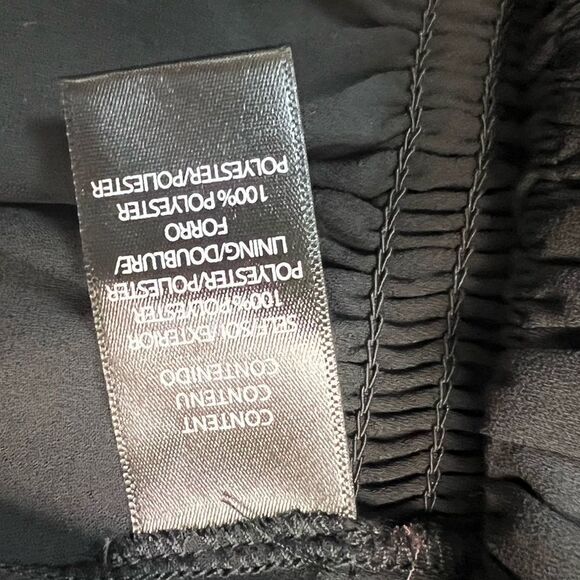 CONTENT
CONTENU
CONTENIDO
SELF/SOI/EXTERIOR
100% POLYESTER
POLYESTER/POLIESTER
LINING/DOUBLURE/
FORRO
100% POLYESTER
POLYESTER/POLIESTER